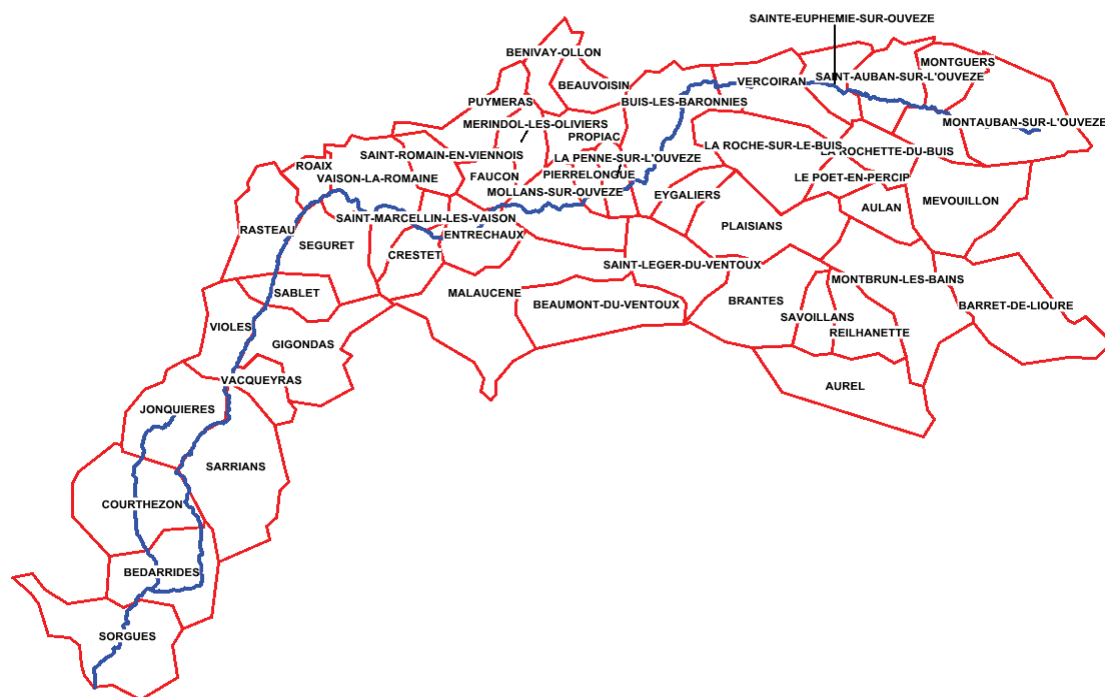 SAINTE-EUPHEMIE-SUR-OUVEZE
BENIVAY-OLLON
MONTGUERS
VERCOIRAN
SAINT-AUBAN-SUR-L'OUVEZE
BEAUVOISIN
PUYMERAS
BUIS-LES-BARONNIES
MERINDOL-LES-OLIVIERS
MONTAUBAN-SUR-L'OUVEZE
PROPIAC
LA ROCHE-SUR-LE-BUIS
LA ROCHETTE-DU-BUIS
SAINT-ROMAIN-EN-VIENNOIS
LA PENNE-SUR-L'OUVEZE
ROAIX
VAISON-LA-ROMAINE
FAUCON
PIERRELONGUE
LE POET-EN-PERCIP
MOLLANS-SUR-OUVEZE
EYGALIERS
MEVOUILLON
AULAN
SAINT-MARCELLIN-LES-VAISON
PLAISIANS
RASTEAU
ENTRECHAUX
SEGURET
CRESTET
SAINT-LEGER-DU-VENTOUX
MONTBRUN-LES-BAINS
SABLET
MALAUCENE
BEAUMONT-DU-VENTOUX
BRANTES
BARRET-DE-LIOURE
SAVOILLANS
VIOLES
REILHANETTE
GIGONDAS
VACQUEYRAS
AUREL
JONQUIERES
SARRIANS
COURTHEZON
BEDARRIDES
SORGUES